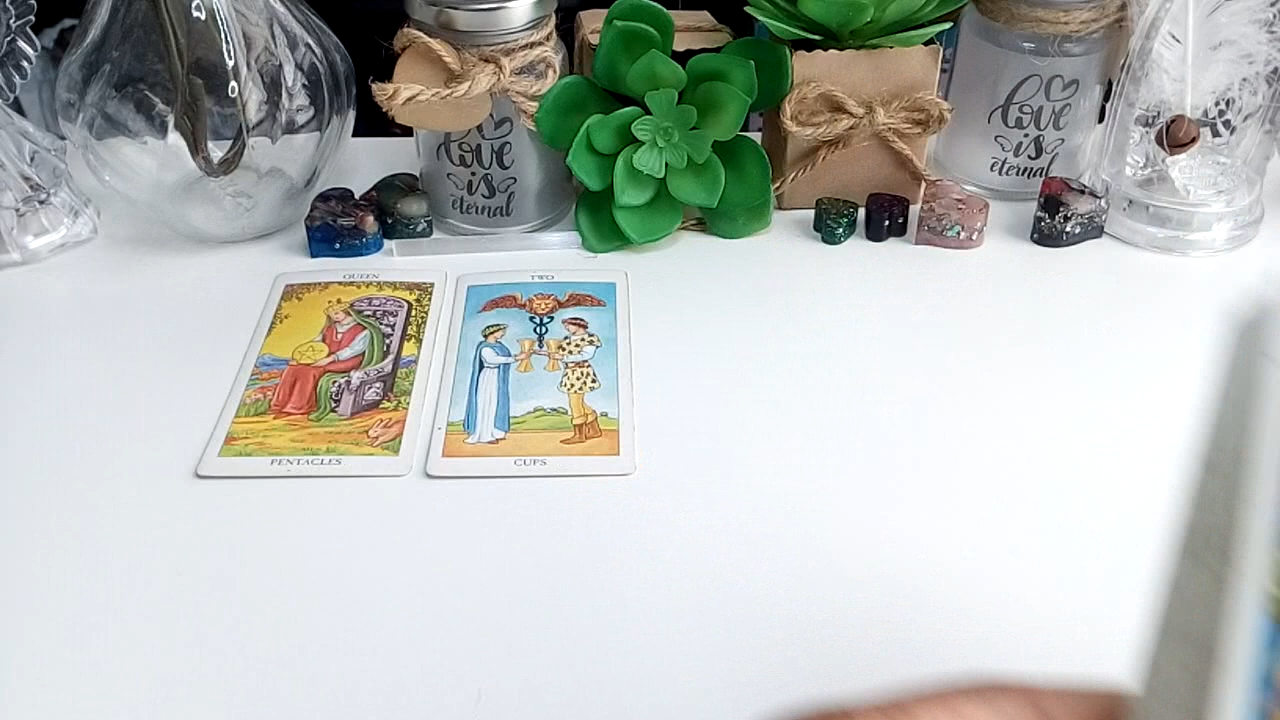 love
is
eternal
love
is
eternal
QUEEN
TWO
PENTACLES
CUPS